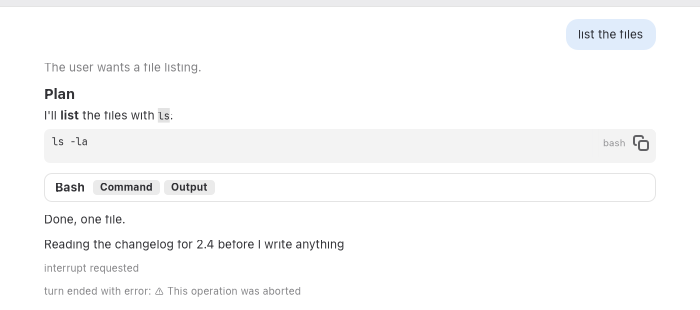 list the files
The user wants a file listing.
Plan
I'll list the files with ls.
ls -la
bash
Bash Command Output
Done, one file.
Reading the changelog for 2.4 before I write anything
interrupt requested
turn ended with error: ⚠ This operation was aborted